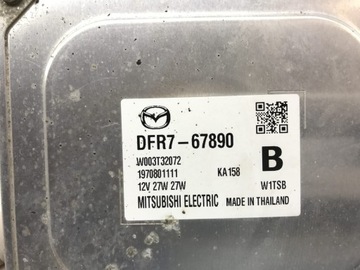 DFR7-67890
W003T32072
1970801111 KA158 B
12V 27W 27W W1TSB
MITSUBISHI ELECTRIC MADE IN THAILAND